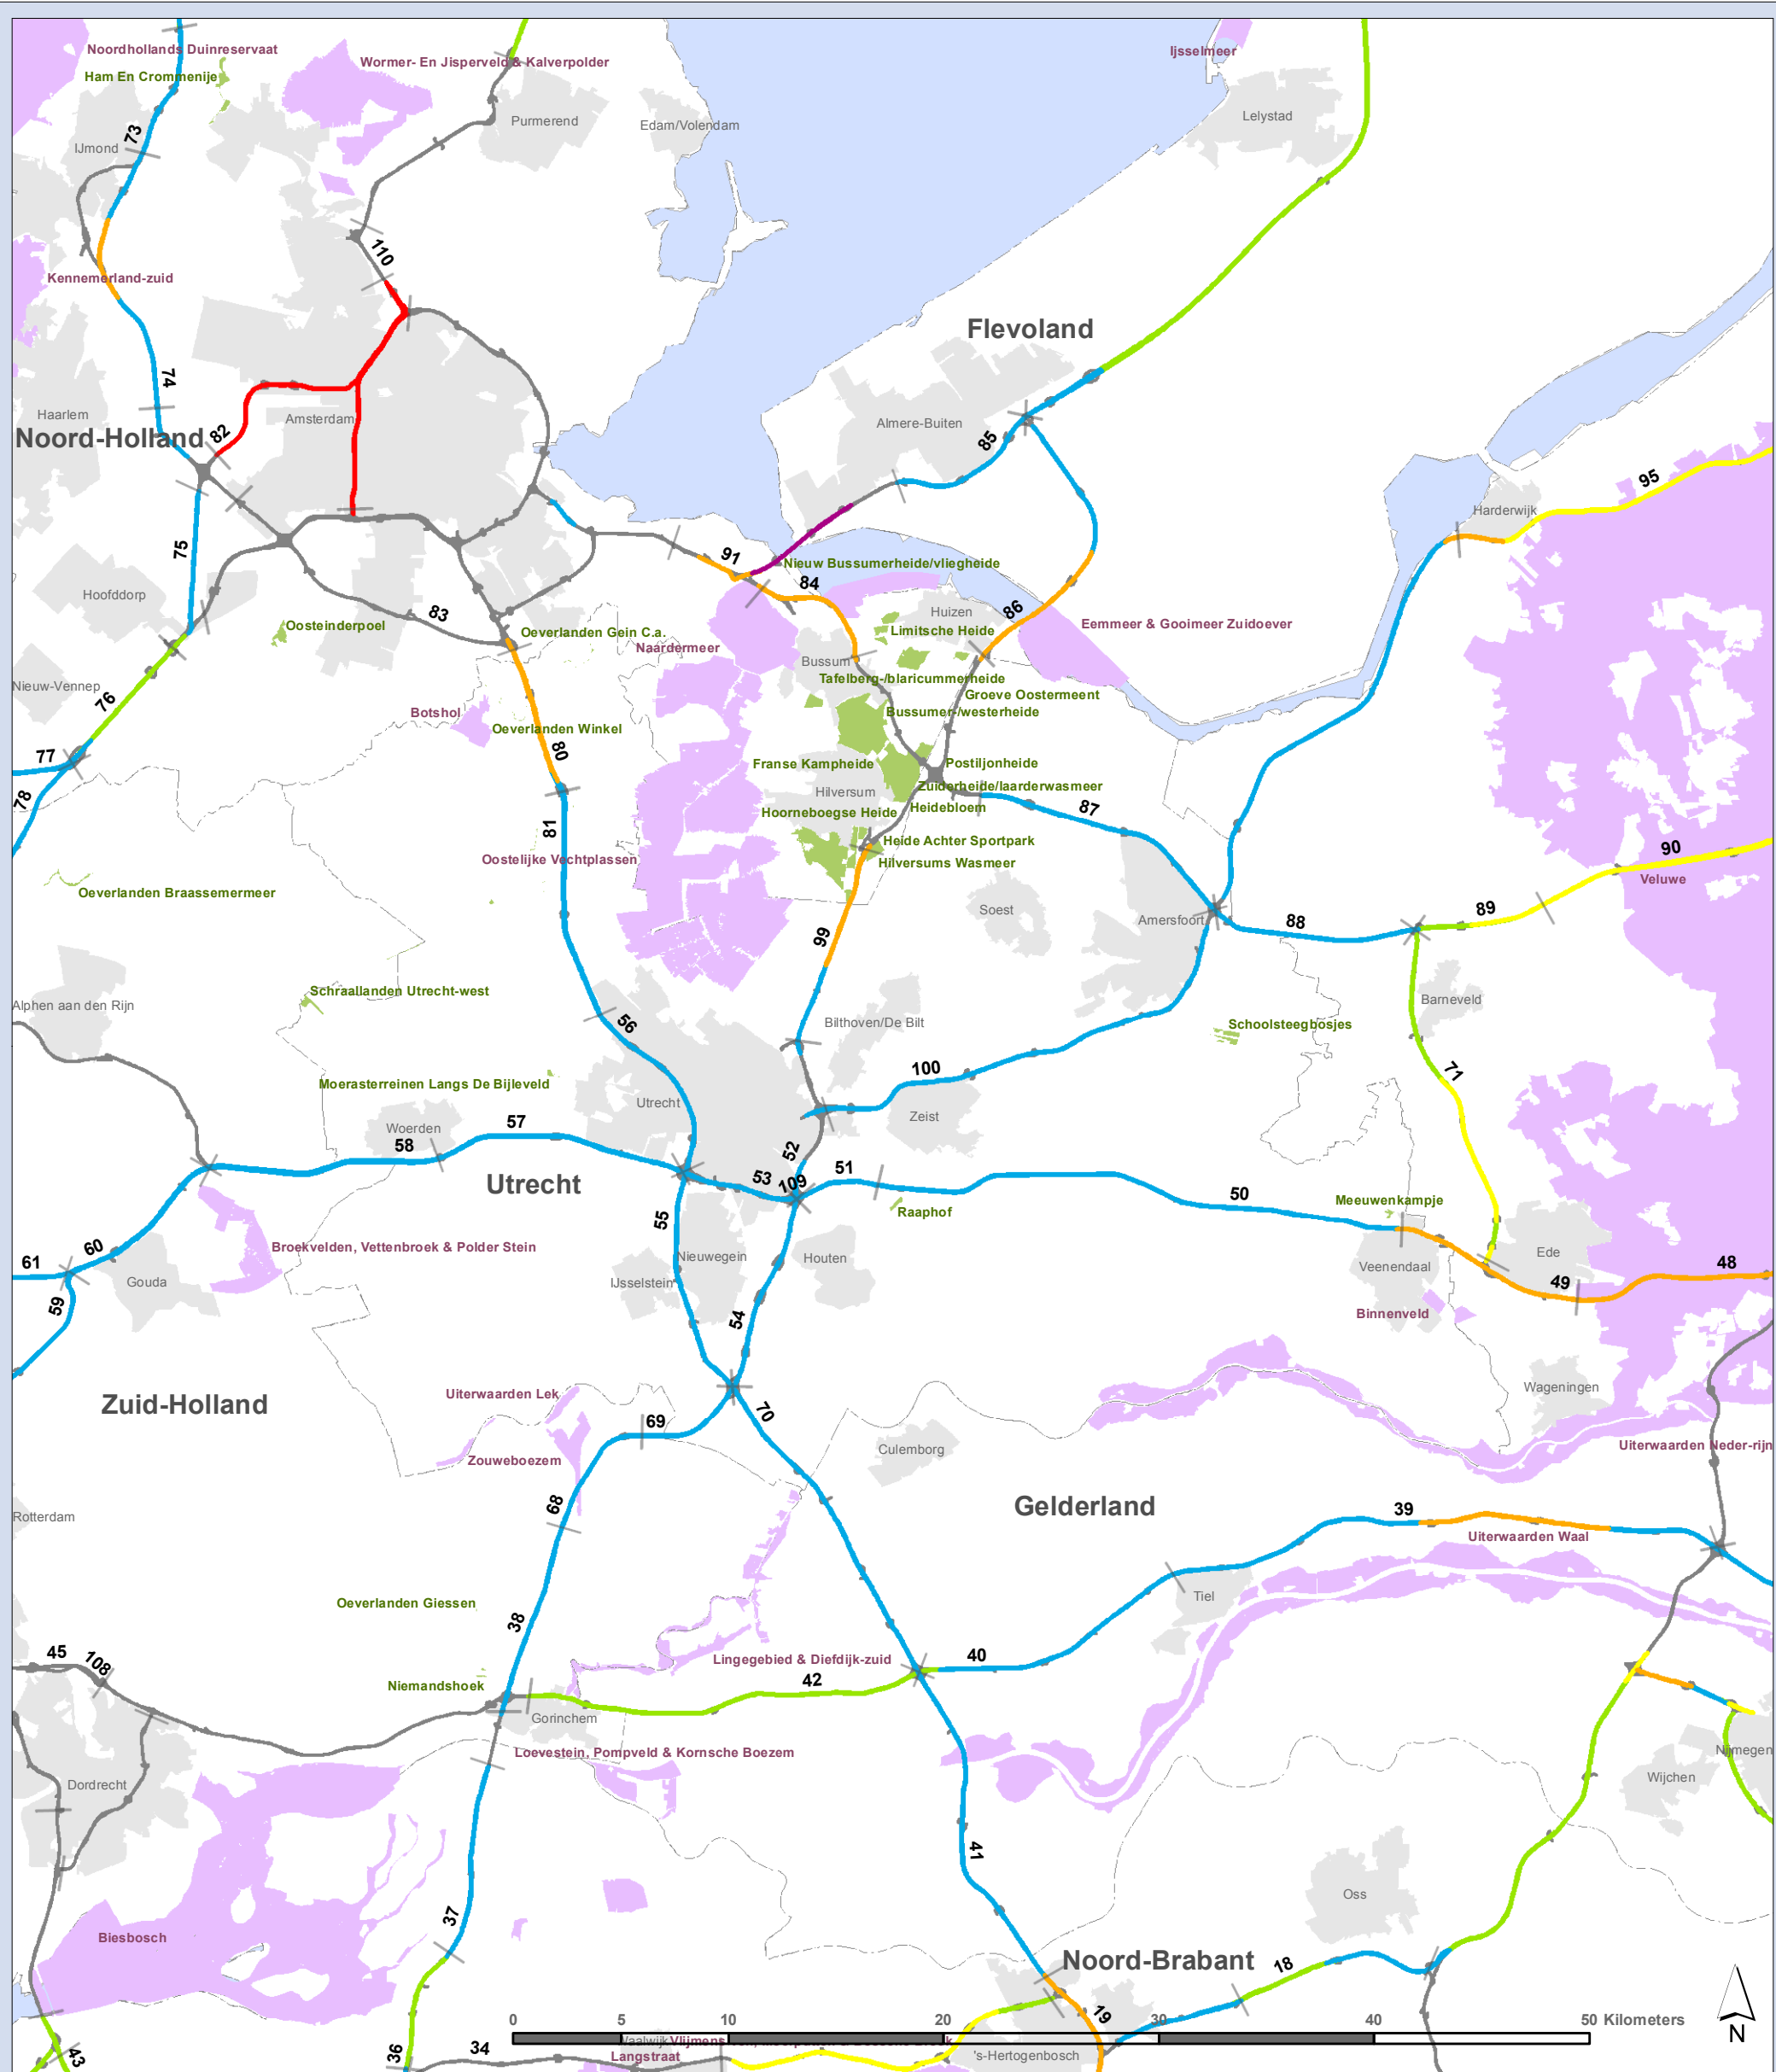 Noordhollands Duinreservaat
Wormer- En Jisperveld & Kalverpolder
Ijsselmeer
Ham En Crommenije
Purmerend
Edam/Volendam
Lelystad
73
IJmond
110
Kennemerland-zuid
Flevoland
74
Haarlem
Amsterdam
Almere-Buiten
Noord-Holland
82
85
95
Harderwijk
75
91
Nieuw Bussumerheide/vliegheide
84
Hoofddorp
83
Huizen
86
Oosteinderpoel
Oeverlanden Gein C.a.
Limitsche Heide
Eemmeer & Gooimeer Zuidoever
Naardermeer
Bussum
Nieuw-Vennep
Tafelberg-/blaricummerheide
Groeve Oostermeent
76
Botshol
Bussumer-/westerheide
Oeverlanden Winkel
80
77
Franse Kampheide
Postiljonheide
78
Hilversum
Zuiderheide/laarderwasmeer
Heidebloem
87
Hoorneboegse Heide
81
Heide Achter Sportpark
Oostelijke Vechtplassen
Hilversums Wasmeer
90
Veluwe
Oeverlanden Braassemermeer
Soest
Amersfoort
88
89
99
Schraallanden Utrecht-west
Alphen aan den Rijn
Barneveld
56
Bilthoven/De Bilt
Schoolsteegbosjes
100
71
Moerasterreinen Langs De Bijleveld
Utrecht
Zeist
Woerden
57
58
52
51
Utrecht
53
109
50
Meeuwenkampje
Raaphof
55
Broekvelden, Vettenbroek & Polder Stein
60
Nieuwegein
Houten
Ede
61
Gouda
IJsselstein
Veenendaal
48
49
59
54
Binnenveld
Wageningen
Uiterwaarden Lek
Zuid-Holland
70
69
Culemborg
Uiterwaarden Neder-rijn
Zouweboezem
68
Gelderland
39
Rotterdam
Uiterwaarden Waal
Oeverlanden Giessen
Tiel
38
45
108
Lingegebied & Diefdijk-zuid
40
Niemandshoek
42
Gorinchem
Loevestein, Pompveld & Kornsche Boezem
Nijmegen
Dordrecht
Wijchen
41
Oss
37
Biesbosch
Noord-Brabant
18
19
0 5 10 20 30 40 50 Kilometers
N
Waalwijk
43
36
34
Langstraat
's-Hertogenbosch